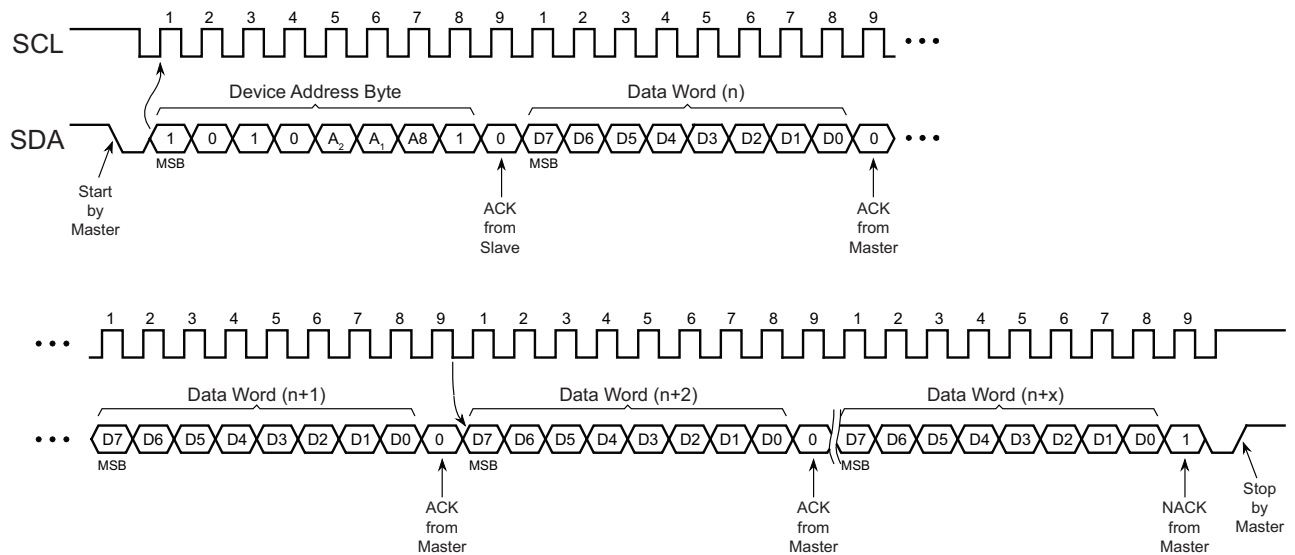 SCL 1 2 3 4 5 6 7 8 9 1 2 3 4 5 6 7 8 9 •••
Device Address Byte Data Word (n)
SDA 1 0 1 0 A2 A1 A8 1 0 D7 D6 D5 D4 D3 D2 D1 D0 0 •••
MSB MSB
Start
by
Master
ACK
from
Slave
ACK
from
Master
••• 1 2 3 4 5 6 7 8 9 1 2 3 4 5 6 7 8 9 1 2 3 4 5 6 7 8 9
Data Word (n+1) Data Word (n+2) Data Word (n+x)
••• D7 D6 D5 D4 D3 D2 D1 D0 0 D7 D6 D5 D4 D3 D2 D1 D0 0 D7 D6 D5 D4 D3 D2 D1 D0 1
MSB MSB MSB
ACK
from
Master
ACK
from
Master
NACK
from
Master
Stop
by
Master